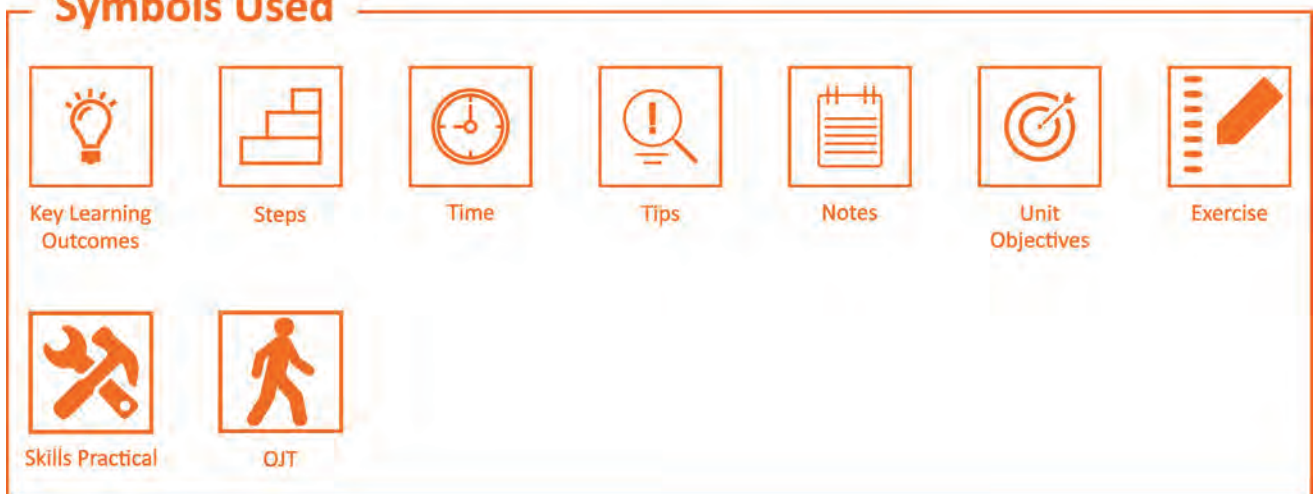 Symbols Used
Key Learning
Outcomes
Steps
Time
Tips
Notes
Unit
Objectives
Exercise
Skills Practical
OJT